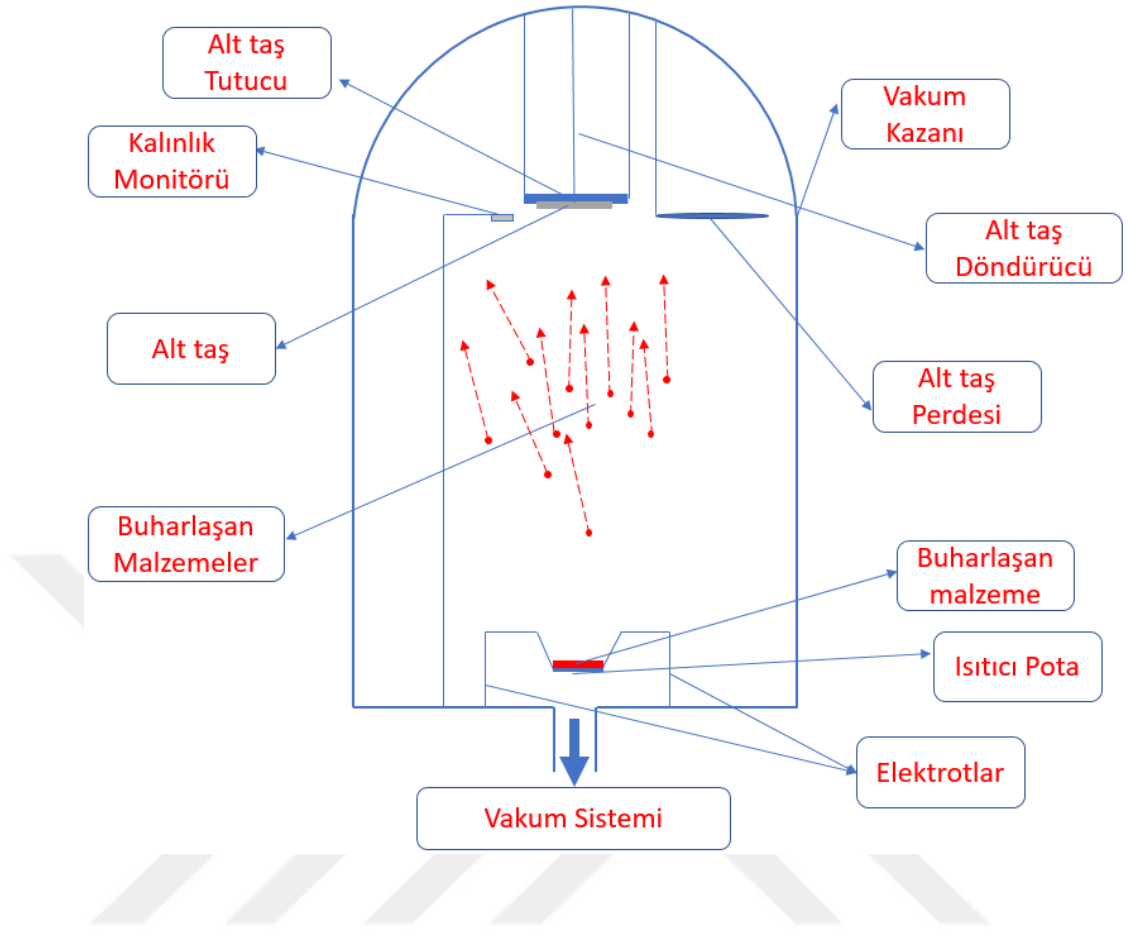 Alt taş
Tutucu
Kalınlık
Monitörü
Vakum
Kazanı
Alt taş
Döndürücü
Alt taş
Alt taş
Perdesi
Buharlaşan
Malzemeler
Buharlaşan
malzeme
Isıtıcı Pota
Elektrotlar
Vakum Sistemi